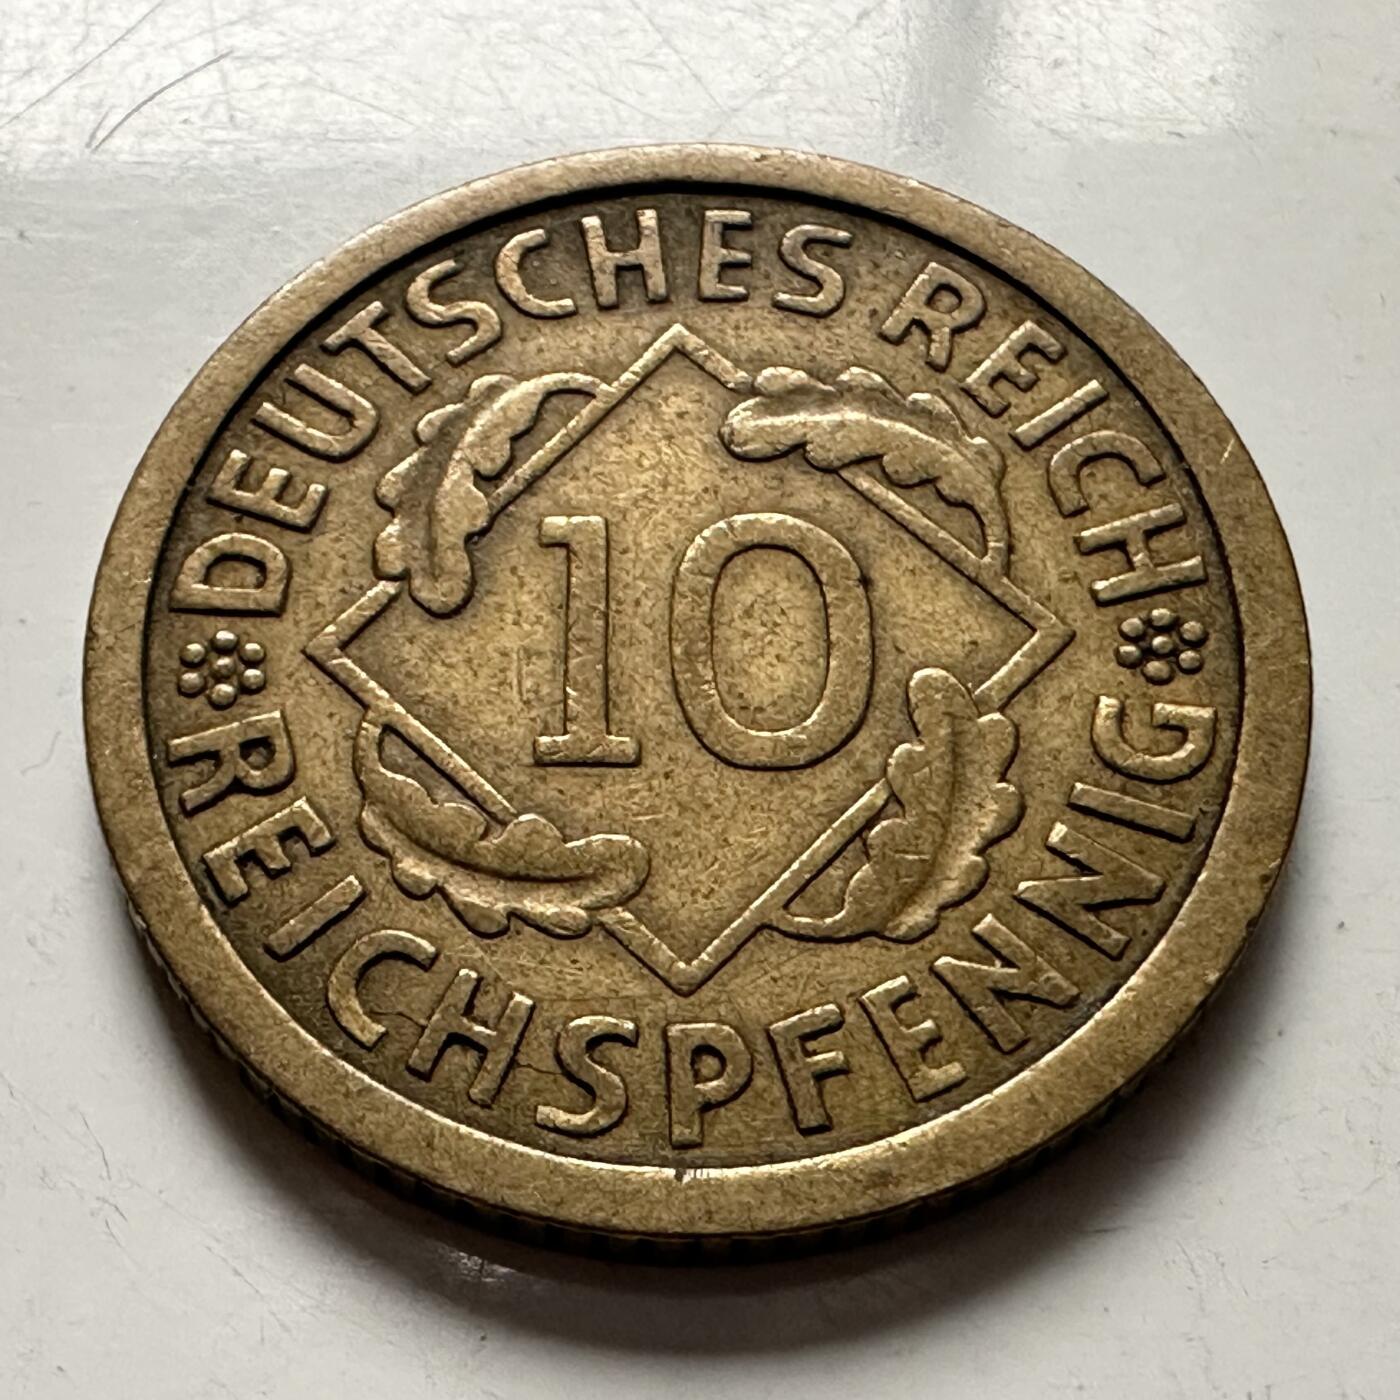 DEUTSCHES REICH
10
REICHSPFENNIG